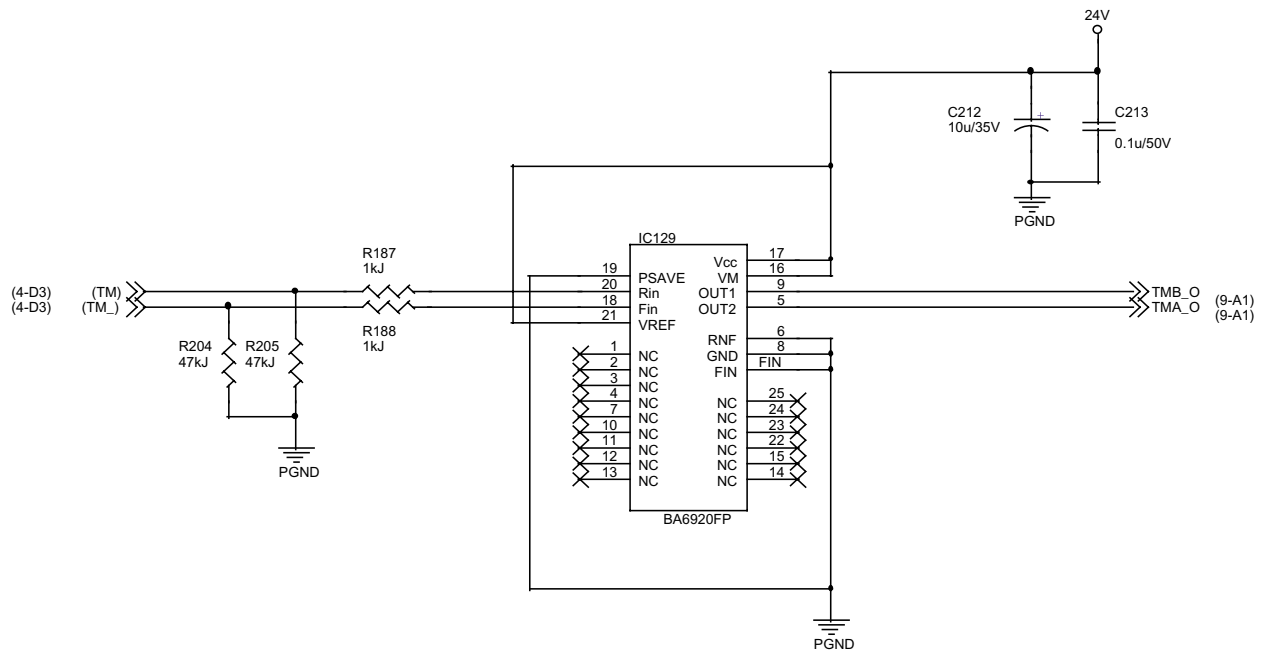 24V
C212
10u/35V
+
C213
0.1u/50V
PGND
IC129
R187
1kJ
(4-D3) (TM)
(4-D3) (TM_)
R188
1kJ
R204
47kJ
R205
47kJ
PGND
19 PSAVE
20 Rin
18 Fin
21 VREF
1 NC
2 NC
3 NC
4 NC
7 NC
10 NC
11 NC
12 NC
13 NC
Vcc 17
VM 16
OUT1 9
OUT2 5
RNF 6
GND 8
FIN FIN
NC 25
NC 24
NC 23
NC 22
NC 15
NC 14
TMB_O (9-A1)
TMA_O (9-A1)
BA6920FP
PGND